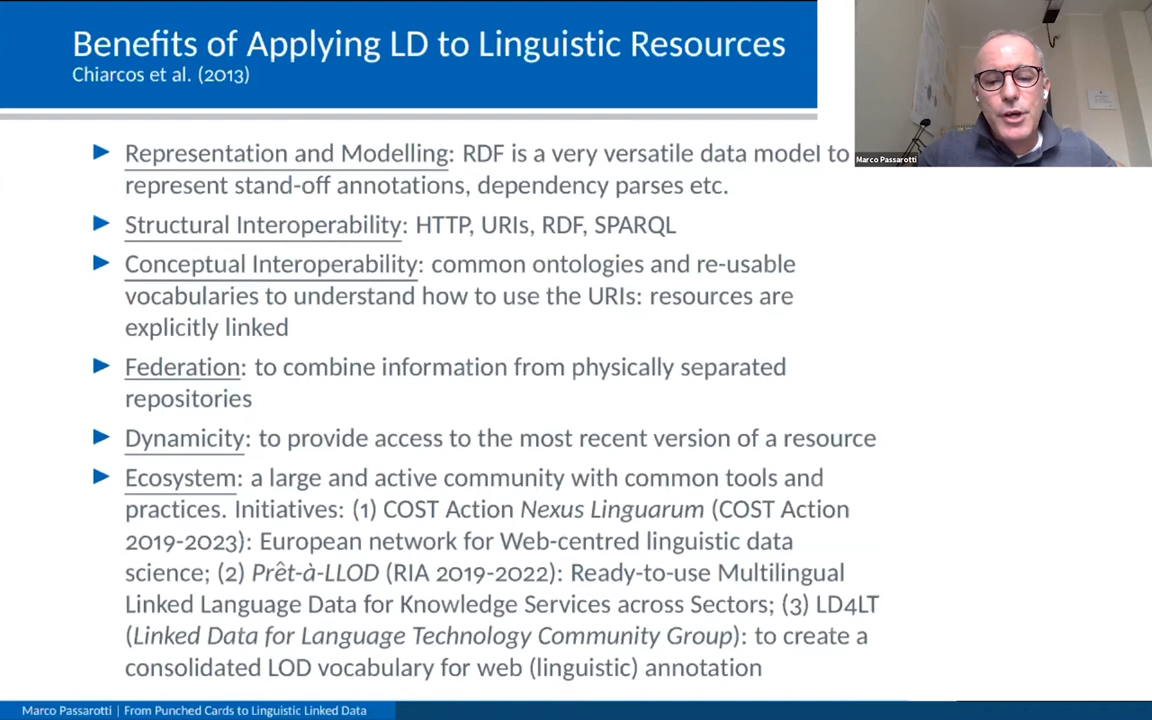 Benefits of Applying LD to Linguistic Resources
Chiarcos et al. (2013)
Marco Passarotti
Representation and Modelling: RDF is a very versatile data model to
represent stand-off annotations, dependency parses etc.
Structural Interoperability: HTTP, URIs, RDF, SPARQL
Conceptual Interoperability: common ontologies and re-usable
vocabularies to understand how to use the URIs: resources are
explicitly linked
Federation: to combine information from physically separated
repositories
Dynamicity: to provide access to the most recent version of a resource
Ecosystem: a large and active community with common tools and
practices. Initiatives: (1) COST Action Nexus Linguarum (COST Action
2019-2023): European network for Web-centred linguistic data
science; (2) Prêt-à-LLOD (RIA 2019-2022): Ready-to-use Multilingual
Linked Language Data for Knowledge Services across Sectors; (3) LD4LT
(Linked Data for Language Technology Community Group): to create a
consolidated LOD vocabulary for web (linguistic) annotation
Marco Passarotti | From Punched Cards to Linguistic Linked Data